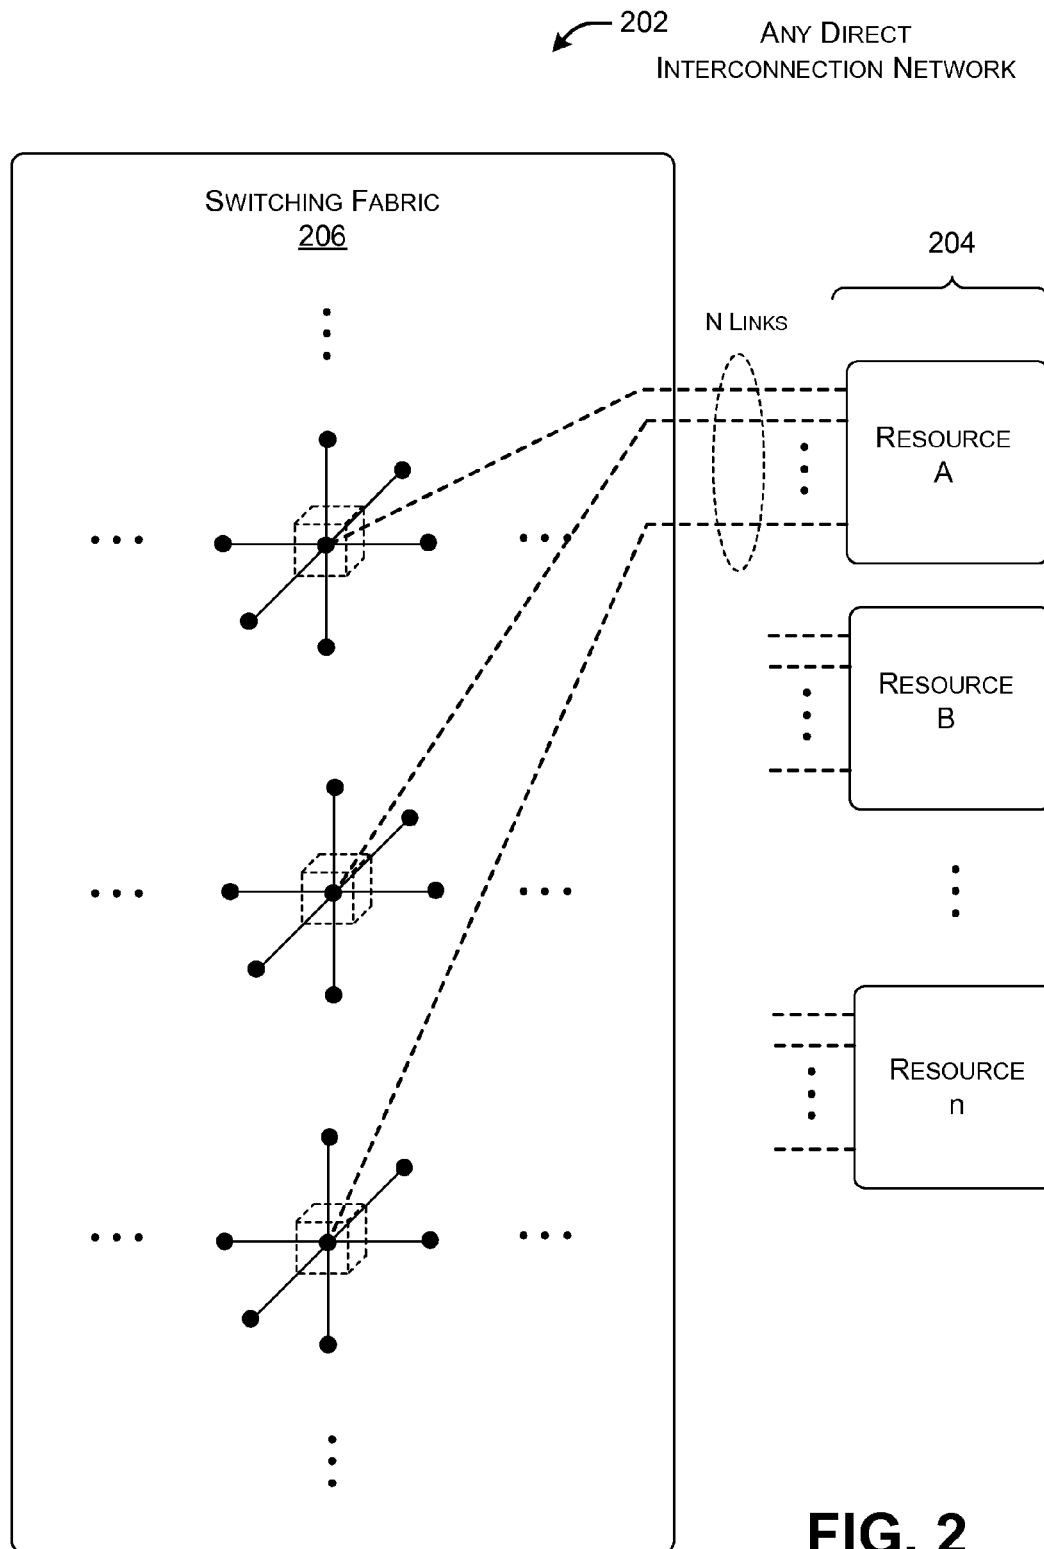 202
ANY DIRECT
INTERCONNECTION NETWORK
SWITCHING FABRIC
206
204
N LINKS
RESOURCE
A
RESOURCE
B
RESOURCE
n
FIG. 2